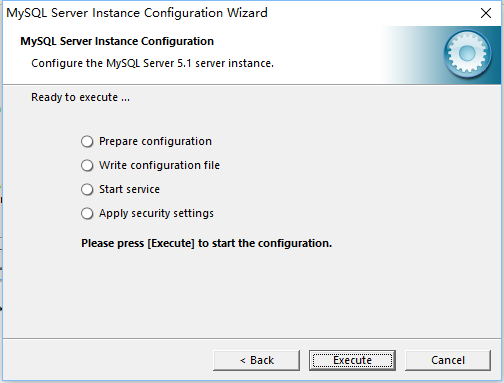 MySQL Server Instance Configuration Wizard
MySQL Server Instance Configuration
Configure the MySQL Server 5.1 server instance.
Ready to execute ...
Prepare configuration
Write configuration file
Start service
Apply security settings
Please press [Execute] to start the configuration.
< Back Execute Cancel